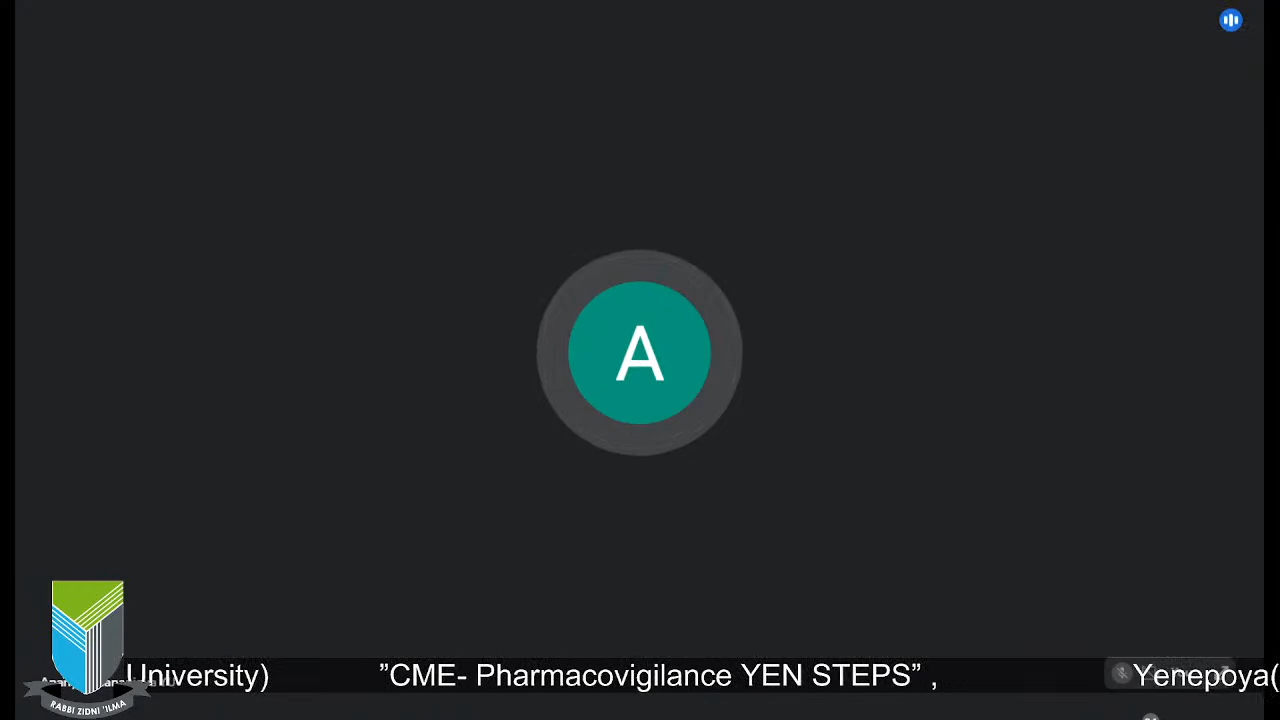 A
University) ”CME- Pharmacovigilance YEN STEPS” , Yenepoya(
RABBI ZIDNI 'ILMA